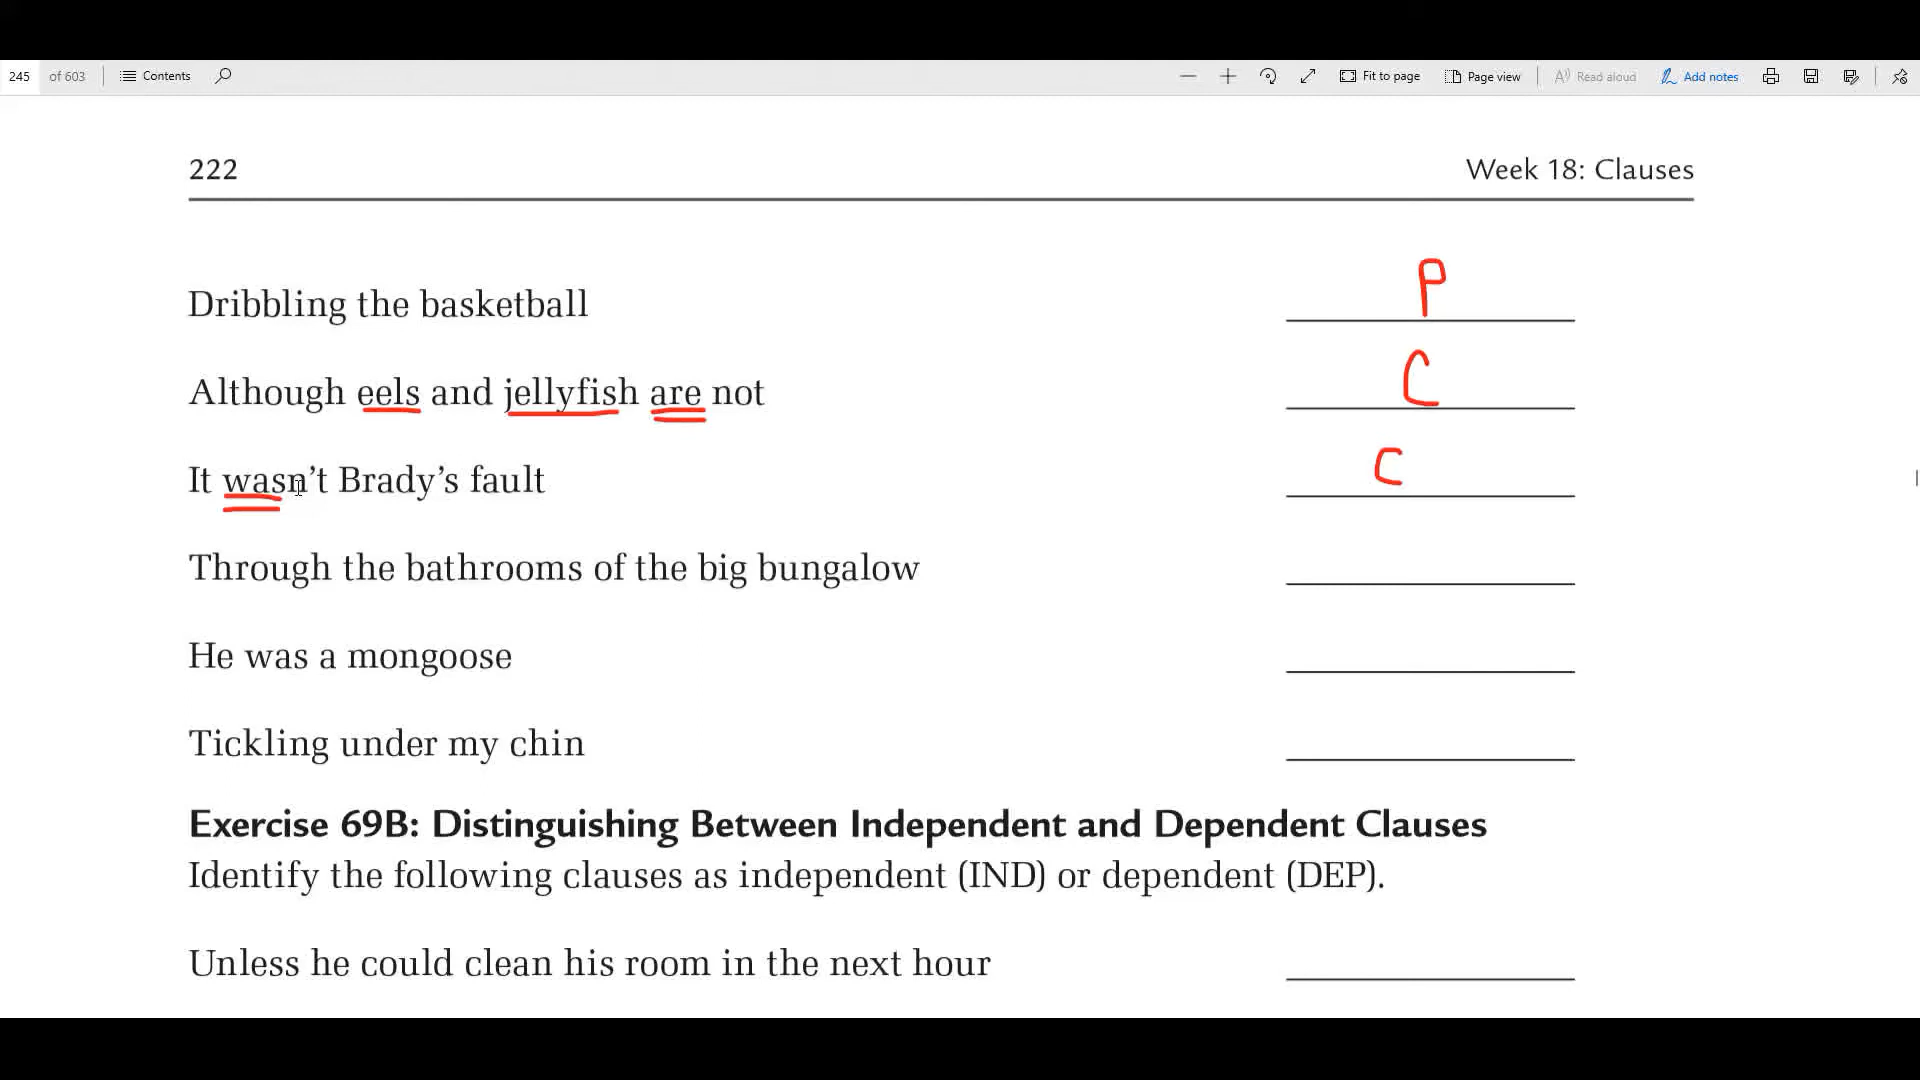 245 of 603 Contents Fit to page Page view Read aloud Add notes
222 Week 18: Clauses
Dribbling the basketball P
Although eels and jellyfish are not C
It wasn’t Brady’s fault C
Through the bathrooms of the big bungalow
He was a mongoose
Tickling under my chin
Exercise 69B: Distinguishing Between Independent and Dependent Clauses
Identify the following clauses as independent (IND) or dependent (DEP).
Unless he could clean his room in the next hour